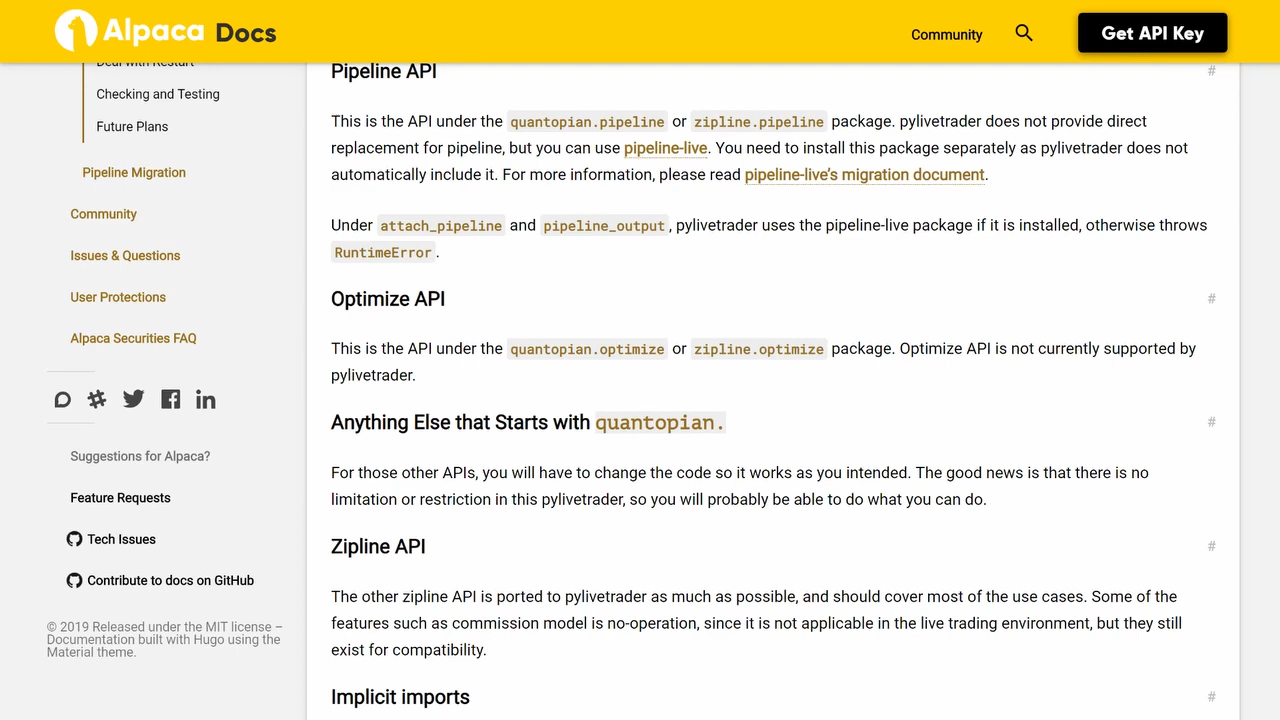 Alpaca Docs
Community
Get API Key
Deal with Restart
Checking and Testing
Future Plans
Pipeline Migration
Community
Issues & Questions
User Protections
Alpaca Securities FAQ
Suggestions for Alpaca?
Feature Requests
Tech Issues
Contribute to docs on GitHub
© 2019 Released under the MIT license –
Documentation built with Hugo using the
Material theme.
Pipeline API #
This is the API under the quantopian.pipeline or zipline.pipeline package. pylivetrader does not provide direct
replacement for pipeline, but you can use pipeline-live. You need to install this package separately as pylivetrader does not
automatically include it. For more information, please read pipeline-live’s migration document.
Under attach_pipeline and pipeline_output, pylivetrader uses the pipeline-live package if it is installed, otherwise throws
RuntimeError.
Optimize API #
This is the API under the quantopian.optimize or zipline.optimize package. Optimize API is not currently supported by
pylivetrader.
Anything Else that Starts with quantopian. #
For those other APIs, you will have to change the code so it works as you intended. The good news is that there is no
limitation or restriction in this pylivetrader, so you will probably be able to do what you can do.
Zipline API #
The other zipline API is ported to pylivetrader as much as possible, and should cover most of the use cases. Some of the
features such as commission model is no-operation, since it is not applicable in the live trading environment, but they still
exist for compatibility.
Implicit imports #